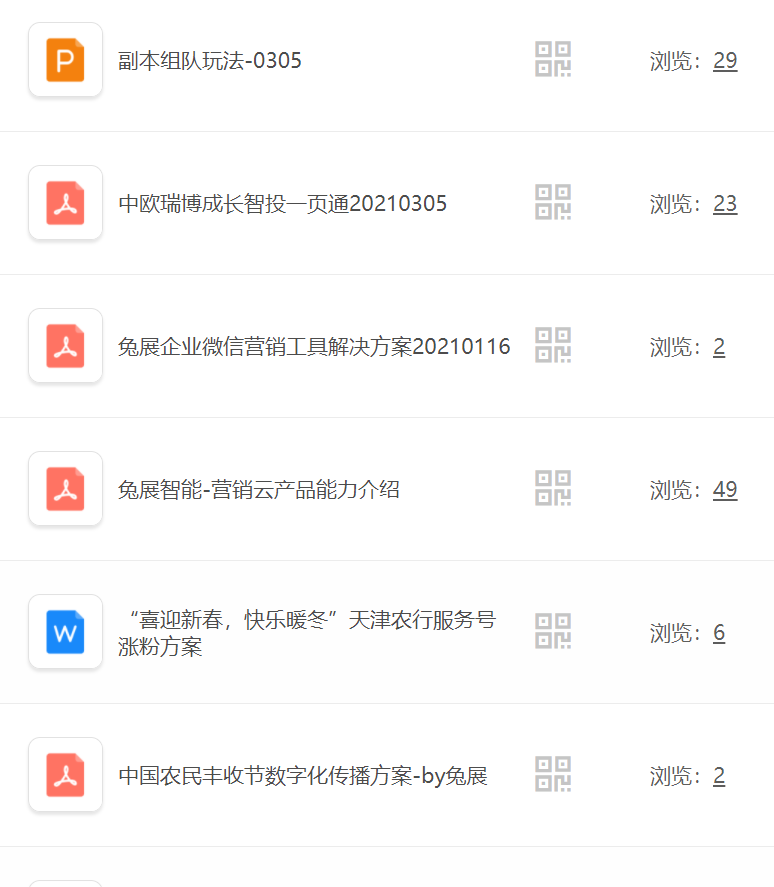 P
副本组队玩法-0305
浏览：29
中欧瑞博成长智投一页通20210305
浏览：23
兔展企业微信营销工具解决方案20210116
浏览：2
兔展智能-营销云产品能力介绍
浏览：49
W
“喜迎新春，快乐暖冬”天津农行服务号
涨粉方案
浏览：6
中国农民丰收节数字化传播方案-by兔展
浏览：2